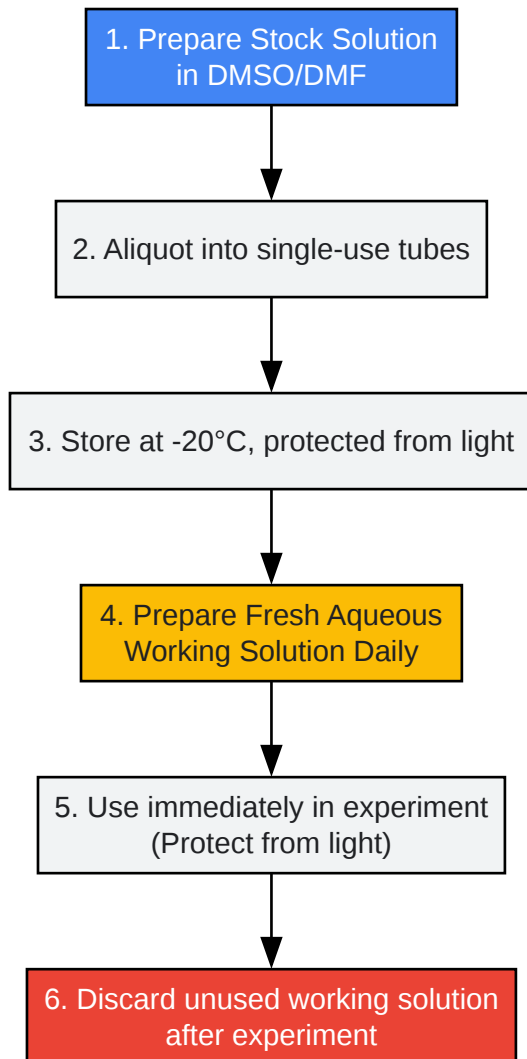 1. Prepare Stock Solution
in DMSO/DMF
2. Aliquot into single-use tubes
3. Store at -20°C, protected from light
4. Prepare Fresh Aqueous
Working Solution Daily
5. Use immediately in experiment
(Protect from light)
6. Discard unused working solution
after experiment